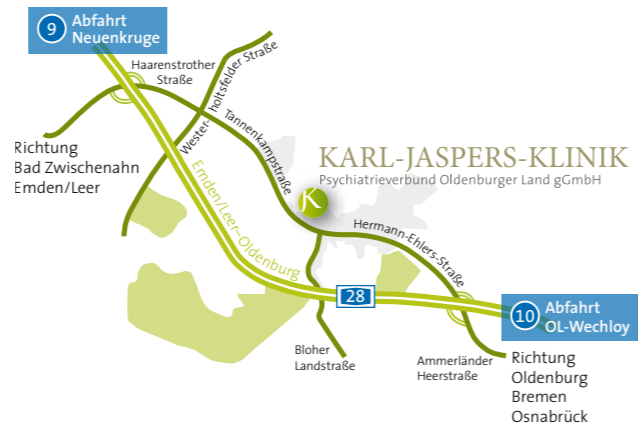 9
Abfahrt
Neuenkruge
Haarenstrother
Straße
Wester-
holtsfelder Straße
Tannenkampstraße
Richtung
Bad Zwischenahn
Emden/Leer
KARL-JASPERS-KLINIK
Psychiatrieverbund Oldenburger Land gGmbH
JK
Emden/Leer–Oldenburg
Hermann-Ehlers-Straße
28
10
Abfahrt
OL-Wechloy
Bloher
Landstraße
Ammerländer
Heerstraße
Richtung
Oldenburg
Bremen
Osnabrück